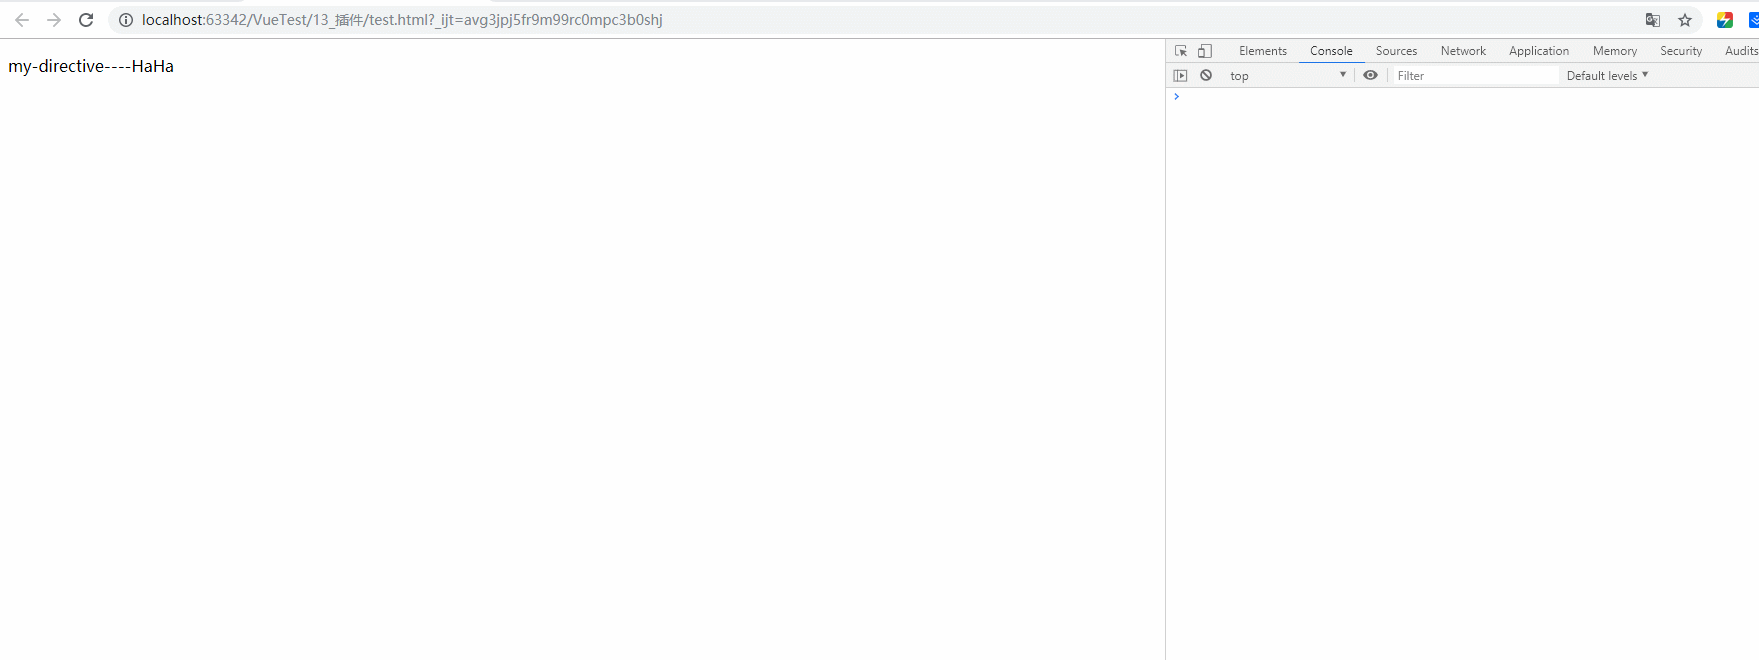 localhost:63342/VueTest/13_插件/test.html?_ijt=avg3jpj5fr9m99rc0mpc3b0shj
my-directive----HaHa
Elements Console Sources Network Application Memory Security Audits
top Filter Default levels